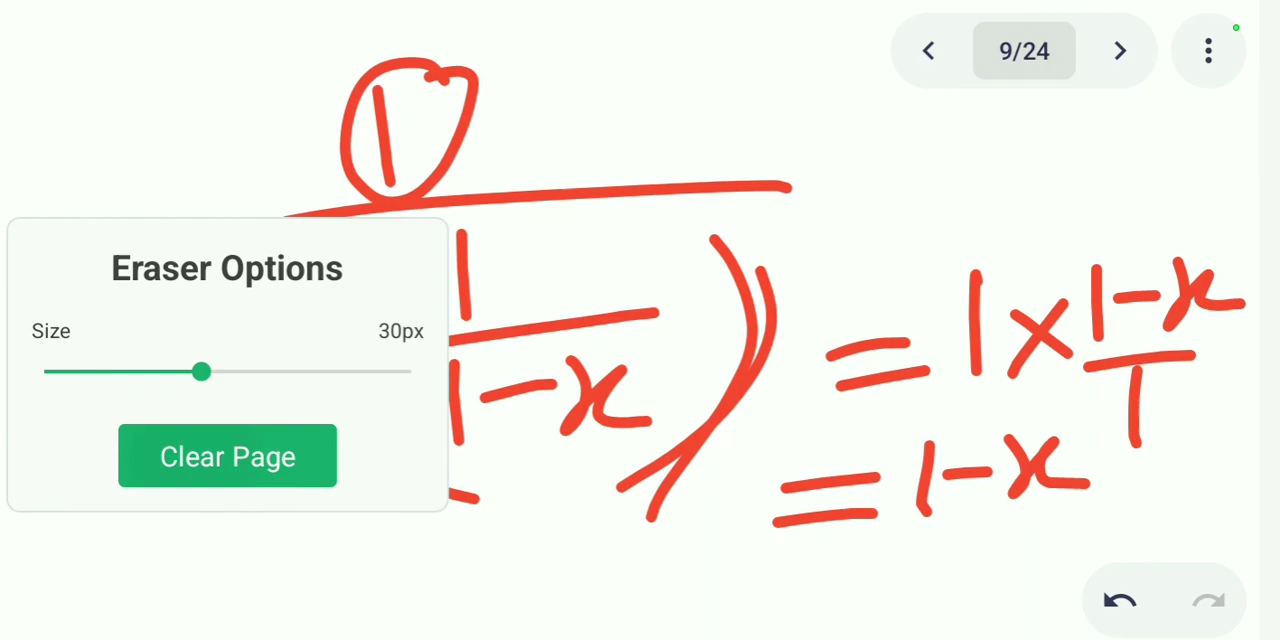 9/24
1
Eraser Options
Size 30px
Clear Page
1
1-x
= 1 × 1-x
1
= 1-x